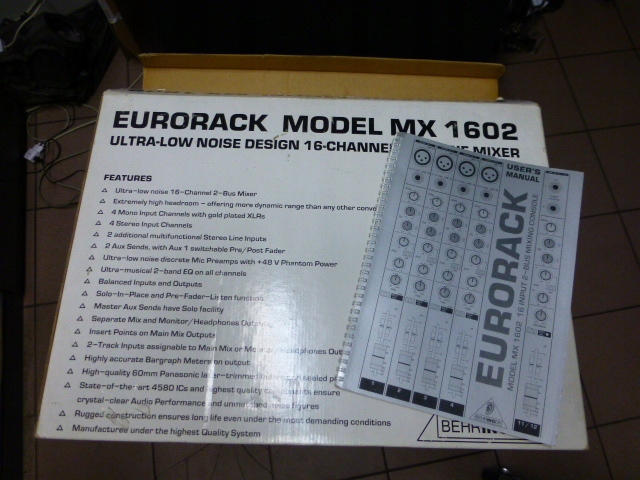 EURORACK MODEL MX 1602
ULTRA-LOW NOISE DESIGN 16-CHANNEL MIXER
FEATURES
Ultra-low noise 16-Channel 2-Bus Mixer
Extremely high headroom – offering more dynamic range than any other
4 Mono Input Channels with gold plated XLRs
4 Stereo Input Channels
2 additional multifunctional Stereo Line Inputs
2 Aux Sends, with Aux 1 switchable Pre/Post Fader
Ultra-low noise discrete Mic Preamps with +48 V Phantom Power
Ultra-musical 2-band EQ on all channels
Balanced Inputs and Outputs
Solo-In-Place and Pre-Fader-Listen function
Master Aux Sends have Solo facility
Separate Mix and Monitor/Headphones
Insert Points on Main Mix Outputs
2-Track Inputs assignable to Main Mix or
Highly accurate Bargraph Meters on output
High-quality 60mm Panasonic laser-trimmed
State-of-the-art 4580 ICs and highest quality
crystal-clear Audio Performance and
Rugged construction ensures long life even under the most demanding conditions
Manufactured under the highest Quality System
USER'S
MANUAL
EURORACK
MODEL MX 1602 16 INPUT 2-BUS MIXING CONSOLE
11/12